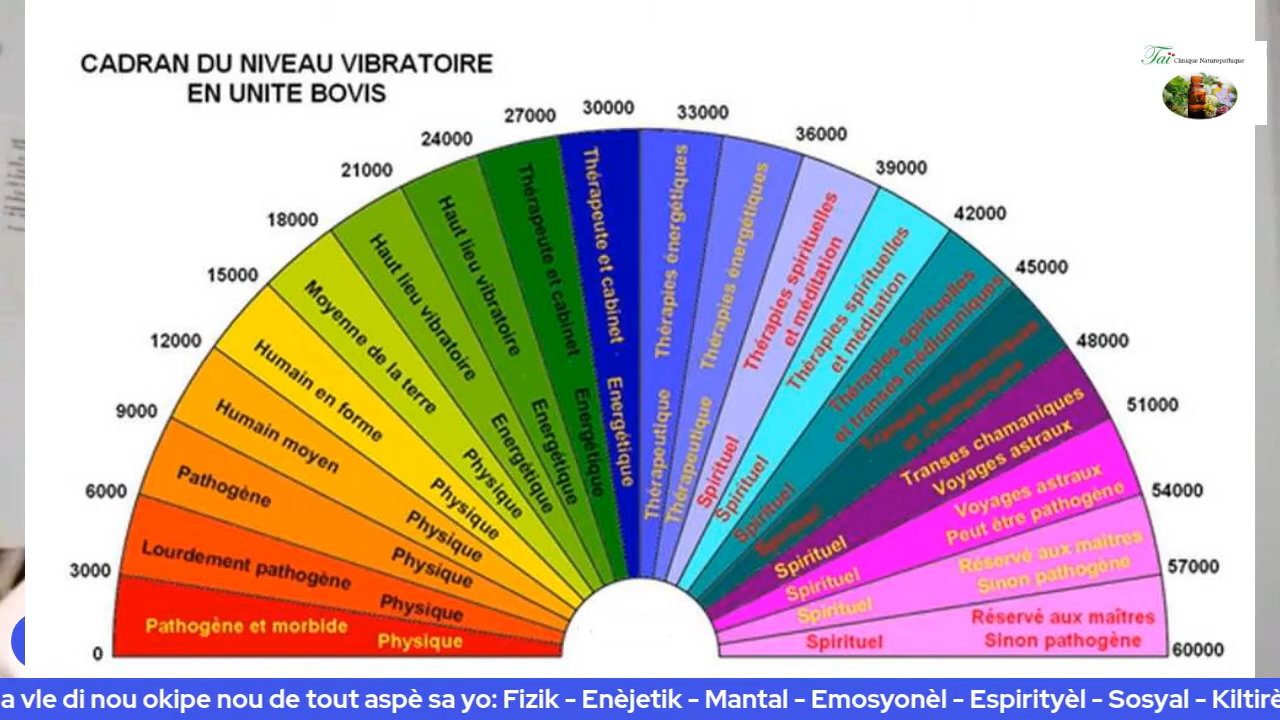 CADRAN DU NIVEAU VIBRATOIRE
EN UNITE BOVIS
Taï Clinique Naturopathique
0
3000
6000
9000
12000
15000
18000
21000
24000
27000
30000
33000
36000
39000
42000
45000
48000
51000
54000
57000
60000
Pathogène et morbide Physique
Lourdement pathogène Physique
Pathogène Physique
Humain moyen Physique
Humain en forme Physique
Moyenne de la terre Physique
Haut lieu vibratoire Energétique
Haut lieu vibratoire Energétique
Thérapeute et cabinet Energétique
Thérapeute et cabinet Energétique
Thérapies énergétiques Thérapeutique
Thérapies énergétiques Thérapeutique
Thérapies spirituelles
et méditation
Spirituel
Thérapies spirituelles
et méditation
Spirituel
Thérapies spirituelles
et transes médiumniques
Spirituel
Transes médiumniques
et chamaniques
Spirituel
Transes chamaniques
Voyages astraux
Spirituel
Voyages astraux
Peut être pathogène
Spirituel
Réservé aux maîtres
Sinon pathogène
Spirituel
Réservé aux maîtres
Sinon pathogène
Spirituel
a vle di nou okipe nou de tout aspè sa yo: Fizik - Enèjetik - Mantal - Emosyonèl - Espirityèl - Sosyal - Kiltirè